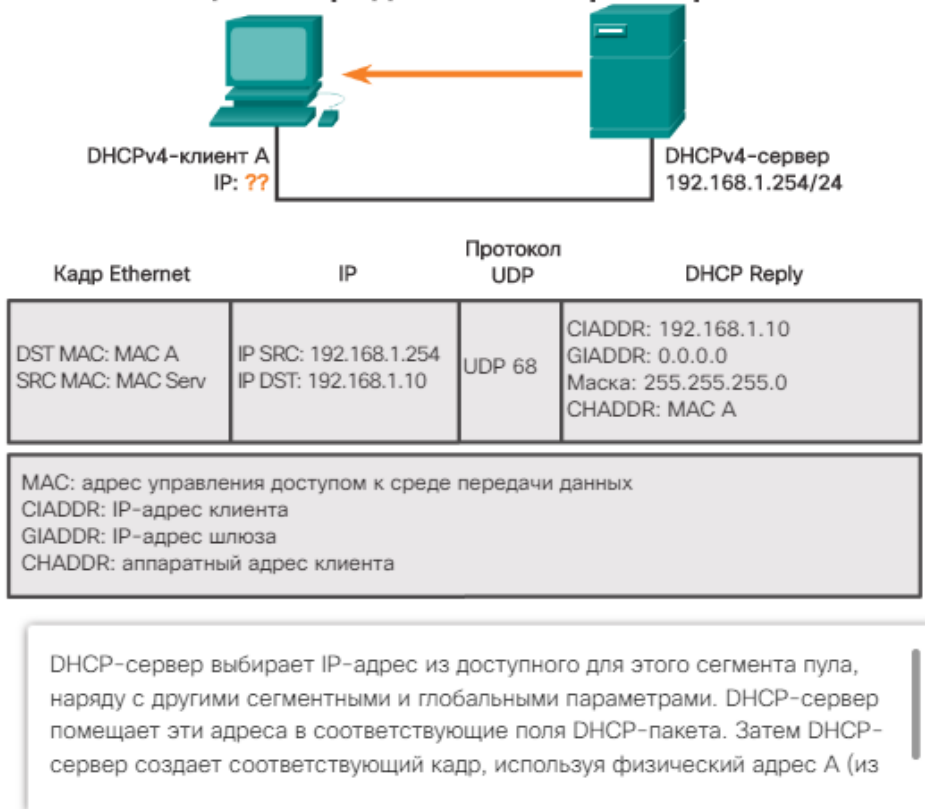 DHCPv4-клиент А
IP: ??
DHCPv4-сервер
192.168.1.254/24
Кадр Ethernet
IP
Протокол
UDP
DHCP Reply
DST MAC: MAC A
SRC MAC: MAC Serv
IP SRC: 192.168.1.254
IP DST: 192.168.1.10
UDP 68
CIADDR: 192.168.1.10
GIADDR: 0.0.0.0
Маска: 255.255.255.0
CHADDR: MAC A
MAC: адрес управления доступом к среде передачи данных
CIADDR: IP-адрес клиента
GIADDR: IP-адрес шлюза
CHADDR: аппаратный адрес клиента
DHCP-сервер выбирает IP-адрес из доступного для этого сегмента пула,
наряду с другими сегментными и глобальными параметрами. DHCP-сервер
помещает эти адреса в соответствующие поля DHCP-пакета. Затем DHCP-
сервер создает соответствующий кадр, используя физический адрес А (из